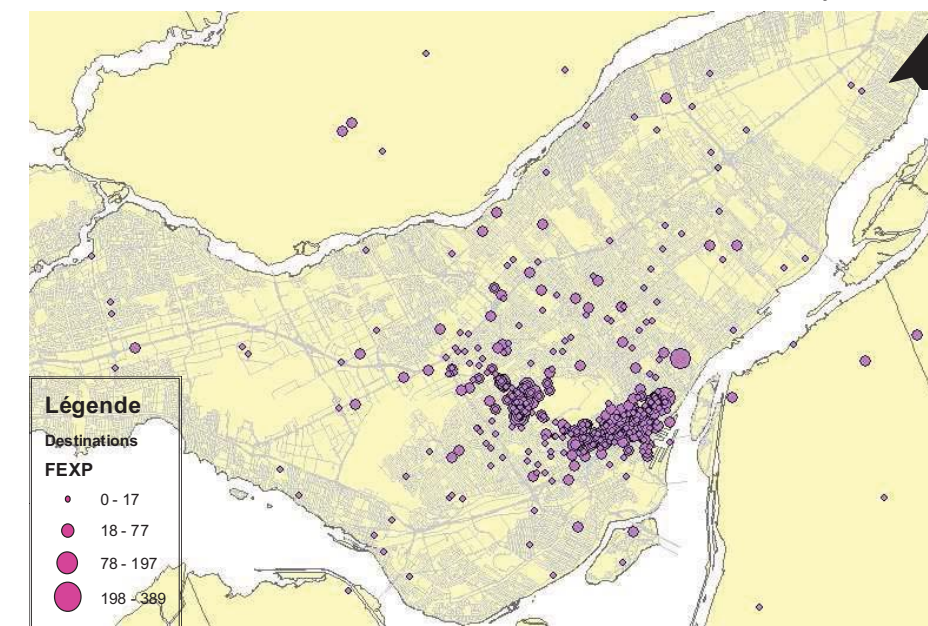 Légende
Destinations
FEXP
0 - 17
18 - 77
78 - 197
198 - 389